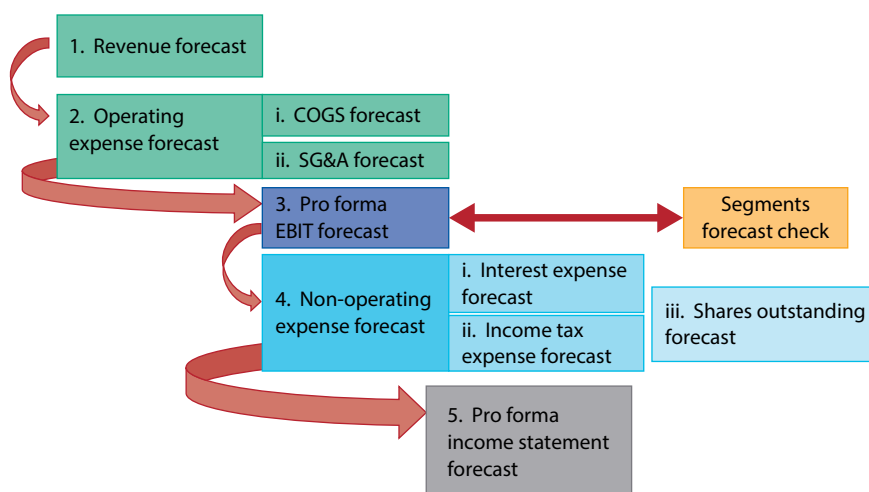 1. Revenue forecast
2. Operating
expense forecast
i. COGS forecast
ii. SG&A forecast
3. Pro forma
EBIT forecast
Segments
forecast check
4. Non-operating
expense forecast
i. Interest expense
forecast
ii. Income tax
expense forecast
iii. Shares outstanding
forecast
5. Pro forma
income statement
forecast